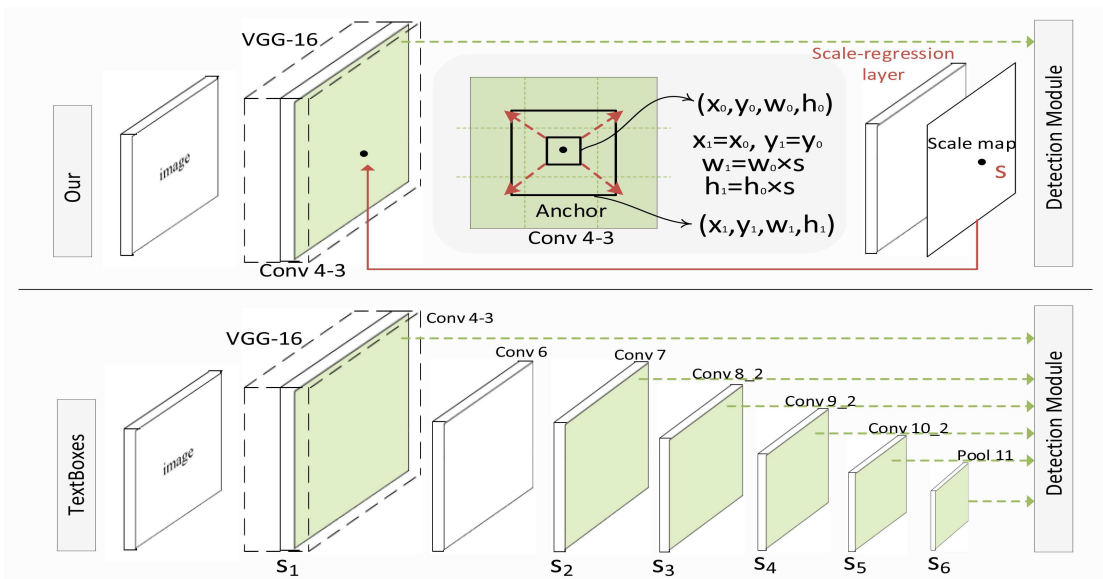 VGG-16
Scale-regression
layer
Our
image
Conv 4-3
(x₀,y₀,w₀,h₀)
x₁=x₀, y₁=y₀
w₁=w₀×s
h₁=h₀×s
Anchor
(x₁,y₁,w₁,h₁)
Conv 4-3
Scale map
s
Detection Module
TextBoxes
image
VGG-16
Conv 4-3
Conv 6
Conv 7
Conv 8_2
Conv 9_2
Conv 10_2
Pool 11
S₁
S₂
S₃
S₄
S₅
S₆
Detection Module